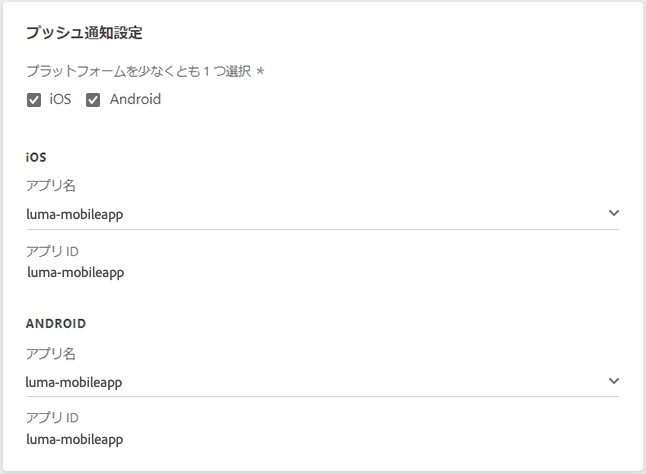 プッシュ通知設定
プラットフォームを少なくとも 1 つ選択 *
iOS Android
iOS
アプリ名
luma-mobileapp
アプリ ID
luma-mobileapp
ANDROID
アプリ名
luma-mobileapp
アプリ ID
luma-mobileapp